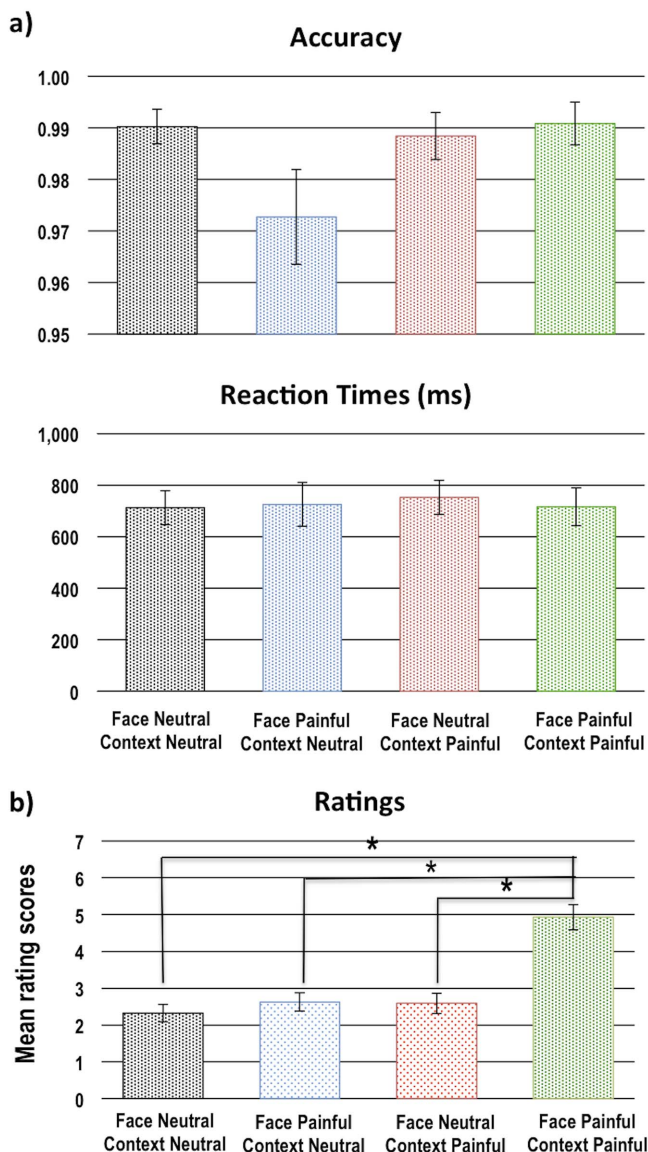 a)
Accuracy
1.00
0.99
0.98
0.97
0.96
0.95
Reaction Times (ms)
1,000
800
600
400
200
0
Face Neutral Face Painful Face Neutral Face Painful
Context Neutral Context Neutral Context Painful Context Painful
b)
Ratings
Mean rating scores
7
6
5
4
3
2
1
0
*
*
*
Face Neutral Face Painful Face Neutral Face Painful
Context Neutral Context Neutral Context Painful Context Painful